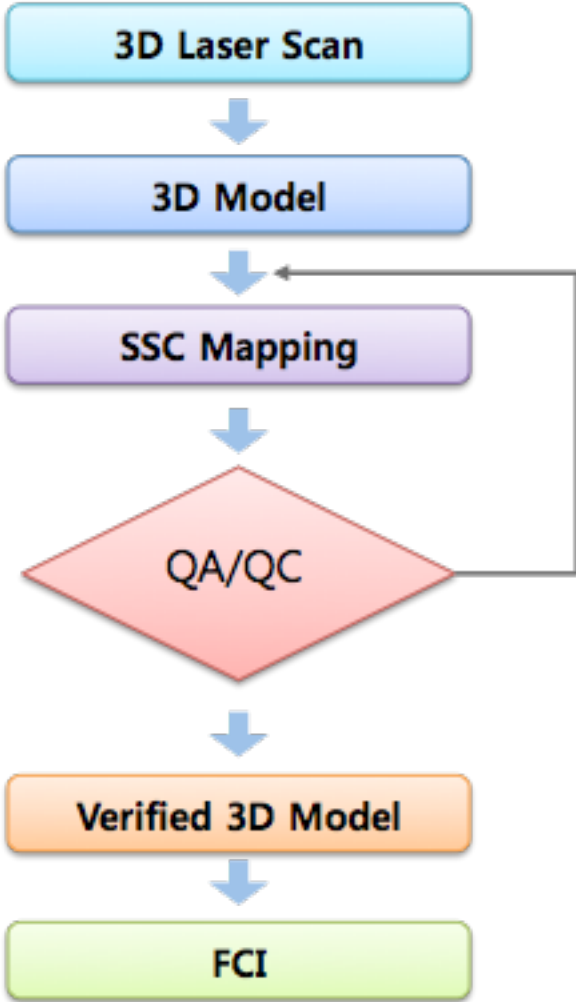 3D Laser Scan
3D Model
SSC Mapping
QA/QC
Verified 3D Model
FCI